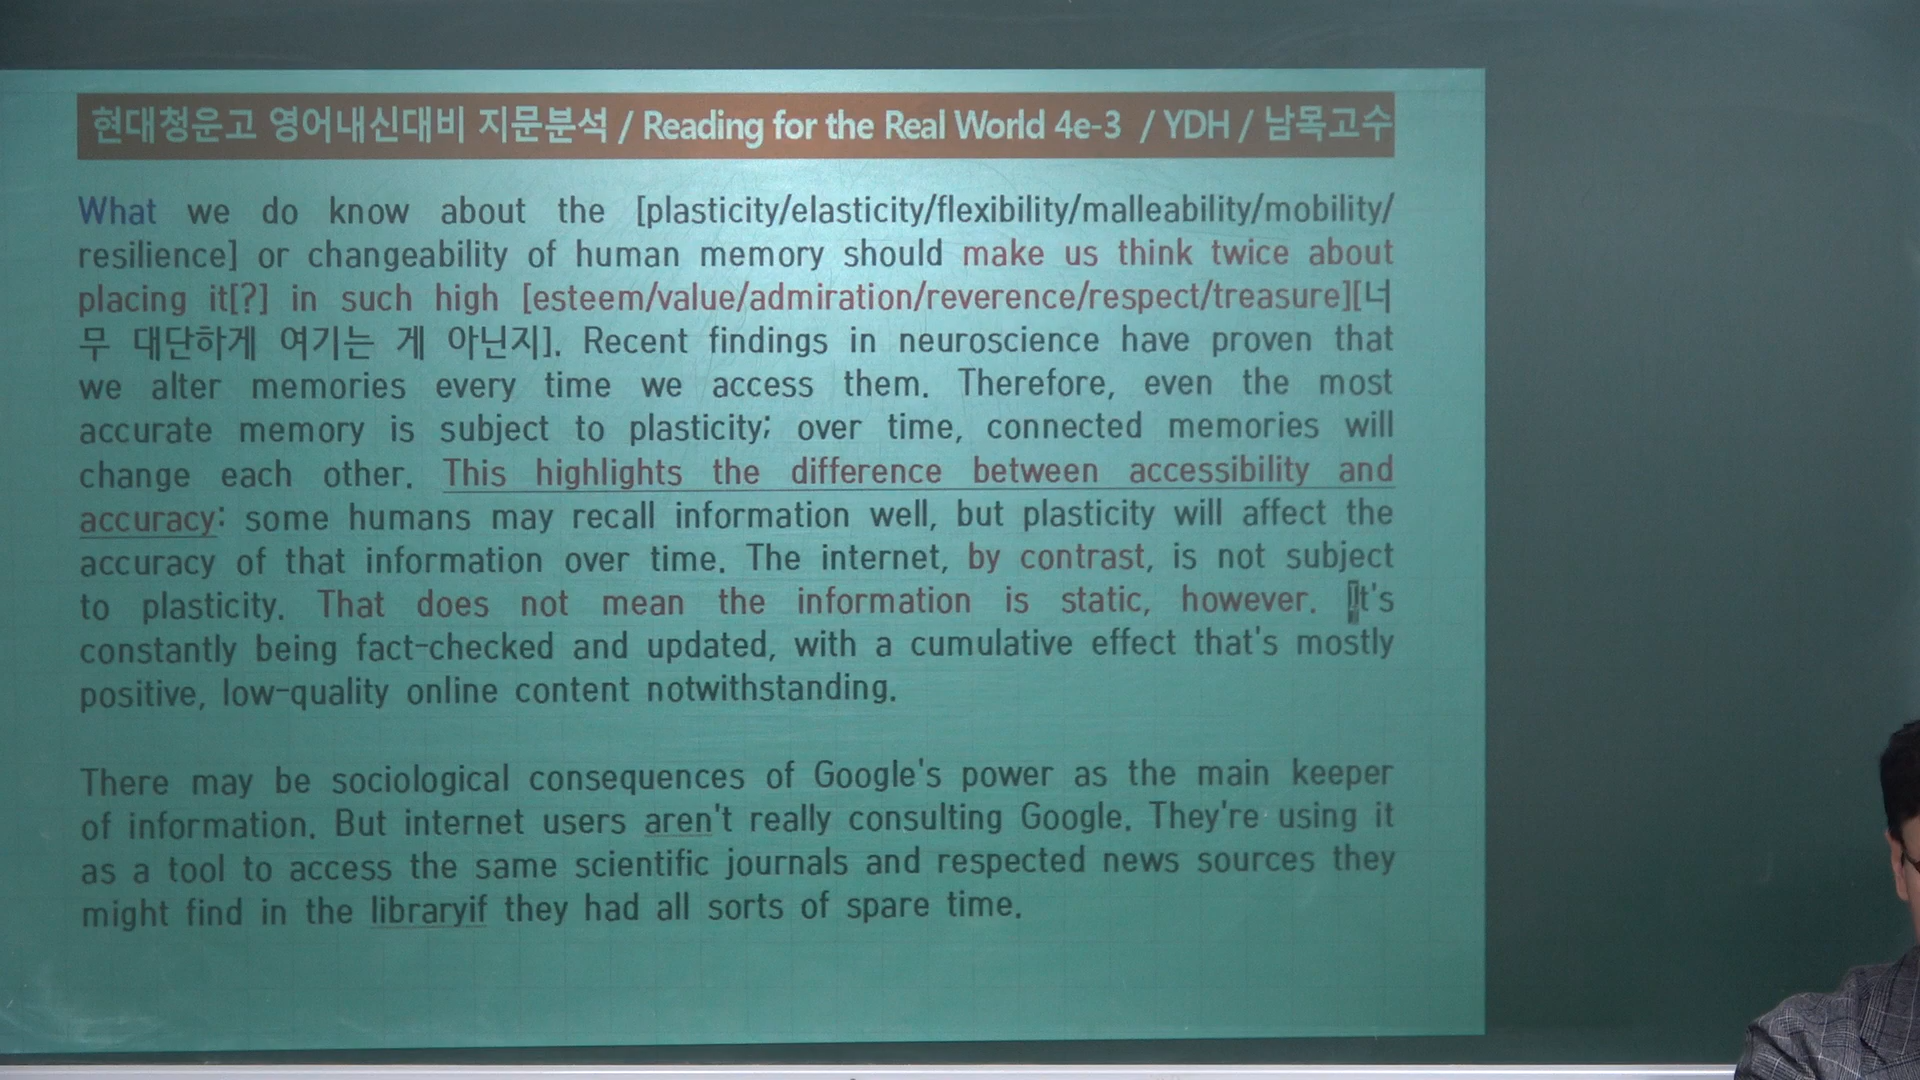 현대청운고 영어내신대비 지문분석 / Reading for the Real World 4e-3 / YDH / 남목고수
What we do know about the [plasticity/elasticity/flexibility/malleability/mobility/
resilience] or changeability of human memory should make us think twice about
placing it[?] in such high [esteem/value/admiration/reverence/respect/treasure][너
무 대단하게 여기는 게 아닌지]. Recent findings in neuroscience have proven that
we alter memories every time we access them. Therefore, even the most
accurate memory is subject to plasticity; over time, connected memories will
change each other. This highlights the difference between accessibility and
accuracy: some humans may recall information well, but plasticity will affect the
accuracy of that information over time. The internet, by contrast, is not subject
to plasticity. That does not mean the information is static, however. It's
constantly being fact-checked and updated, with a cumulative effect that's mostly
positive, low-quality online content notwithstanding.
There may be sociological consequences of Google's power as the main keeper
of information. But internet users aren't really consulting Google. They're using it
as a tool to access the same scientific journals and respected news sources they
might find in the libraryif they had all sorts of spare time.